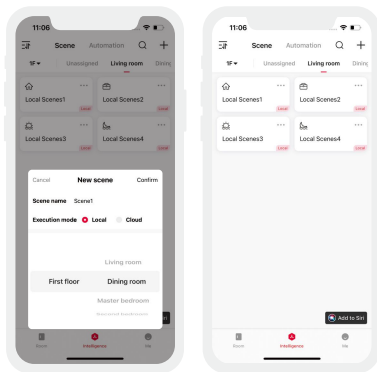 11:06
Scene Automation
1F▾ Unassigned Living room Dining
Local Scenes1 Local Scenes2
Local Local
Local Scenes3 Local Scenes4
Local Local
Cancel New scene Confirm
Scene name Scene1
Execution mode Local Cloud
Living room
First floor Dining room
Master bedroom
Room Intelligence Me
11:06
Scene Automation
1F▾ Unassigned Living room Dining
Local Scenes1 Local Scenes2
Local Local
Local Scenes3 Local Scenes4
Local Local
Add to Siri
Room Intelligence Me